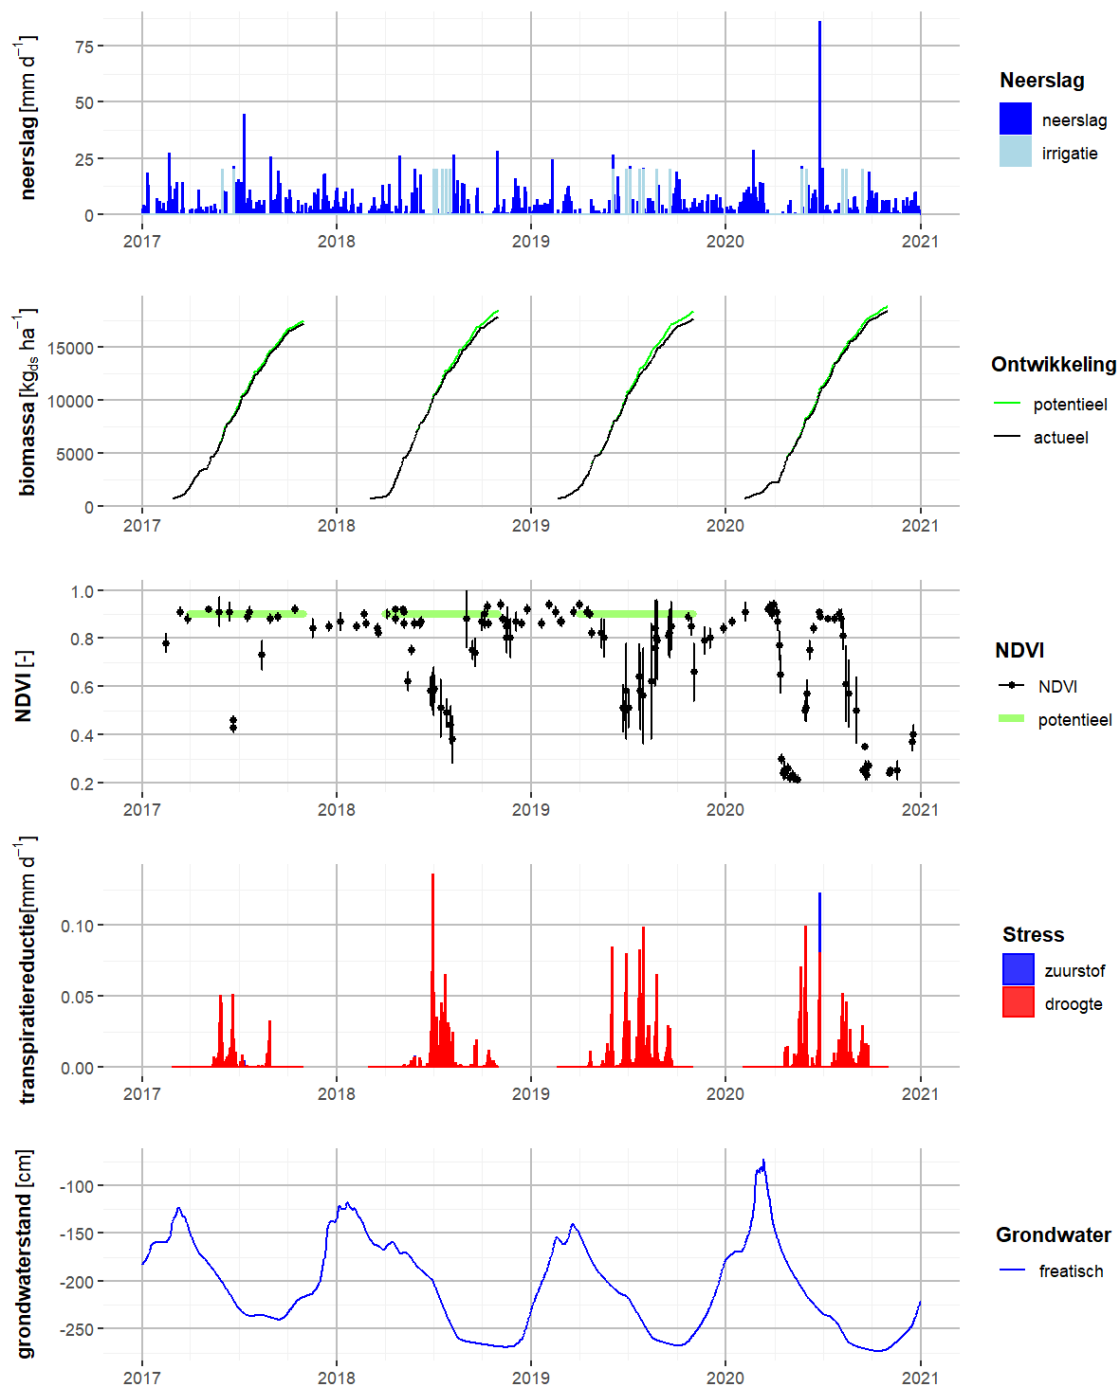 neerslag [mm d⁻¹]
75
50
25
0
2017 2018 2019 2020 2021
Neerslag
neerslag
irrigatie
biomassa [kg_ds ha⁻¹]
15000
10000
5000
0
2017 2018 2019 2020 2021
Ontwikkeling
potentieel
actueel
NDVI [-]
1.0
0.8
0.6
0.4
0.2
2017 2018 2019 2020 2021
NDVI
NDVI
potentieel
transpiratiereductie[mm d⁻¹]
0.10
0.05
0.00
2017 2018 2019 2020 2021
Stress
zuurstof
droogte
grondwaterstand [cm]
-100
-150
-200
-250
2017 2018 2019 2020 2021
Grondwater
freatisch